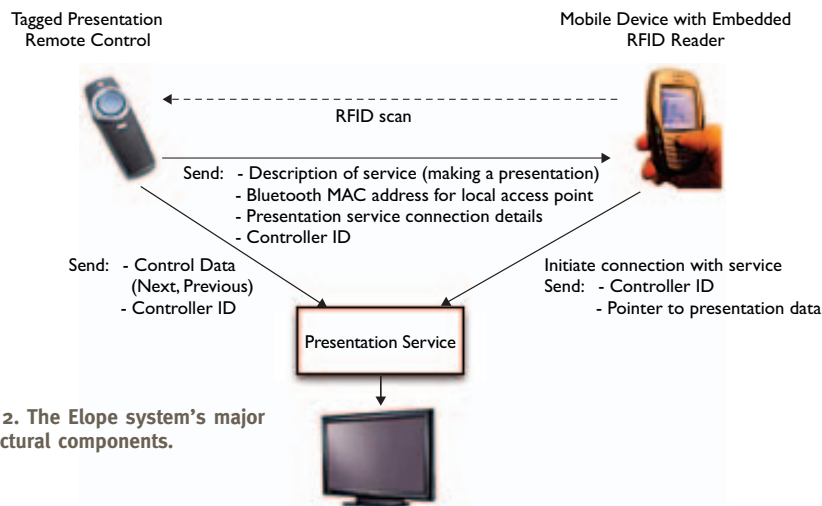 Tagged Presentation
Remote Control
Mobile Device with Embedded
RFID Reader
RFID scan
Send: - Description of service (making a presentation)
- Bluetooth MAC address for local access point
- Presentation service connection details
- Controller ID
Send: - Control Data
(Next, Previous)
- Controller ID
Initiate connection with service
Send: - Controller ID
- Pointer to presentation data
Presentation Service
2. The Elope system's major
ctural components.